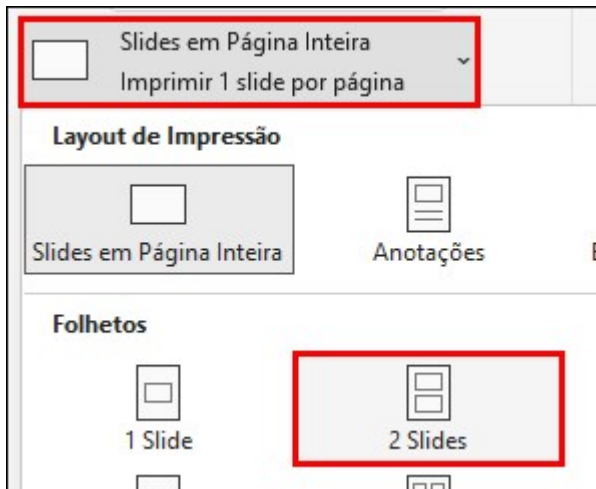 Slides em Página Inteira
Imprimir 1 slide por página
Layout de Impressão
Slides em Página Inteira
Anotações
Folhetos
1 Slide
2 Slides